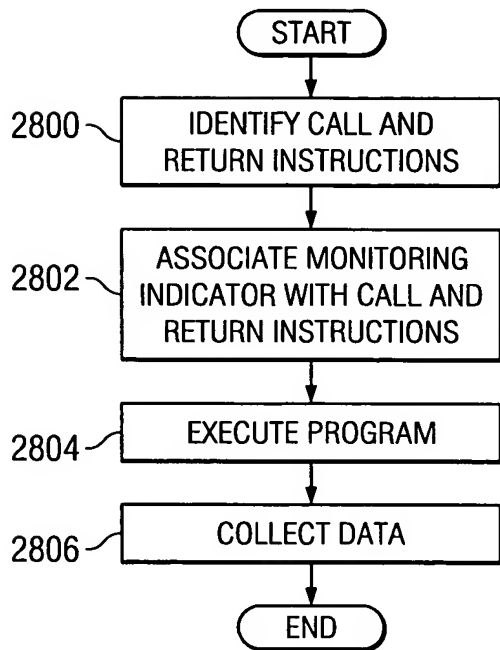 START
2800
IDENTIFY CALL AND
RETURN INSTRUCTIONS
2802
ASSOCIATE MONITORING
INDICATOR WITH CALL AND
RETURN INSTRUCTIONS
2804
EXECUTE PROGRAM
2806
COLLECT DATA
END